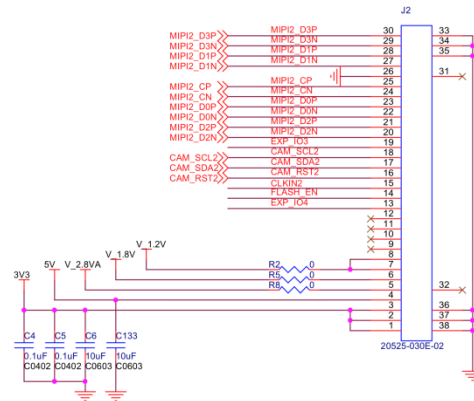 J2
MIPI2_D3P MIPI2_D3P 30 33
MIPI2_D3N MIPI2_D3N 29 34
MIPI2_D1P MIPI2_D1P 28 35
MIPI2_D1N MIPI2_D1N 27
26 31
MIPI2_CP MIPI2_CP 25
MIPI2_CN MIPI2_CN 24
MIPI2_D0P MIPI2_D0P 23
MIPI2_D0N MIPI2_D0N 22
MIPI2_D2P MIPI2_D2P 21
MIPI2_D2N MIPI2_D2N 20
EXP_IO3 19
CAM_SCL2 CAM_SCL2 18
CAM_SDA2 CAM_SDA2 17
CAM_RST2 CAM_RST2 16
CLKIN2 15
FLASH_EN 14
EXP_IO4 13
12
11
10
9
V_1.2V 8
V_1.8V R2 0 7
5V V_2.8VA R5 0 6
3V3 R8 0 5 32
4
3 36
2 37
1 38
C4 C5 C6 C133
0.1uF 0.1uF 10uF 10uF
C0402 C0402 C0603 C0603
20525-030E-02